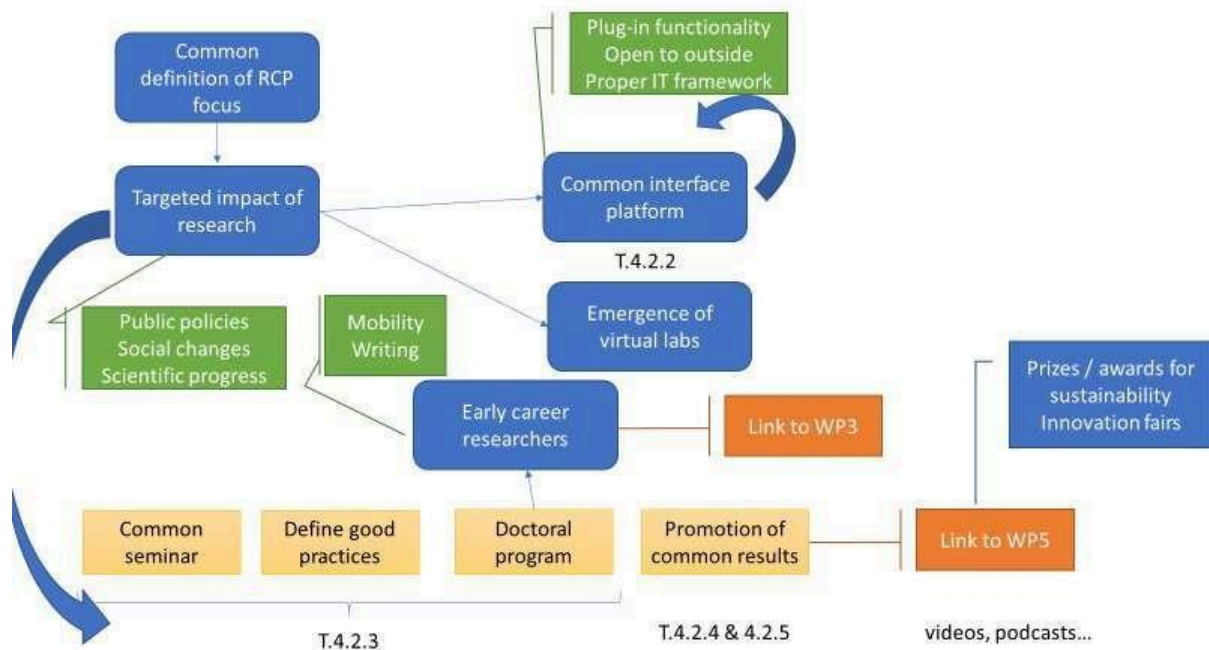 Common
definition of RCP
focus
Plug-in functionality
Open to outside
Proper IT framework
Targeted impact of
research
Common interface
platform
T.4.2.2
Public policies
Social changes
Scientific progress
Mobility
Writing
Emergence of
virtual labs
Prizes / awards for
sustainability
Innovation fairs
Early career
researchers
Link to WP3
Common
seminar
Define good
practices
Doctoral
program
Promotion of
common results
Link to WP5
T.4.2.3
T.4.2.4 & 4.2.5
videos, podcasts...